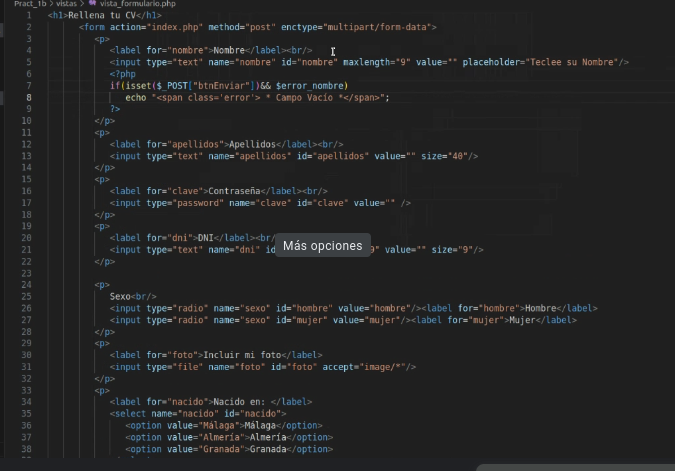 Pract_1b > vistas > vista_formulario.php
1 <h1>Rellena tu CV</h1>
2 <form action="index.php" method="post" enctype="multipart/form-data">
3 <p>
4 <label for="nombre">Nombre</label><br/>
5 <input type="text" name="nombre" id="nombre" maxlength="9" value="" placeholder="Teclee su Nombre"/>
6 <?php
7 if(isset($_POST["btnEnviar"])&& $error_nombre)
8 echo "<span class='error'> * Campo Vacío *</span>";
9 ?>
10 </p>
11 <p>
12 <label for="apellidos">Apellidos</label><br/>
13 <input type="text" name="apellidos" id="apellidos" value="" size="40"/>
14 </p>
15 <p>
16 <label for="clave">Contraseña</label><br/>
17 <input type="password" name="clave" id="clave" value="" />
18 </p>
19 <p>
20 <label for="dni">DNI</label><br/
21 <input type="text" name="dni" id 9" value="" size="9"/>
Más opciones
22 </p>
23
24 <p>
25 Sexo<br/>
26 <input type="radio" name="sexo" id="hombre" value="hombre"/><label for="hombre">Hombre</label>
27 <input type="radio" name="sexo" id="mujer" value="mujer"/><label for="mujer">Mujer</label>
28 </p>
29 <p>
30 <label for="foto">Incluir mi foto</label>
31 <input type="file" name="foto" id="foto" accept="image/*"/>
32 </p>
33 <p>
34 <label for="nacido">Nacido en: </label>
35 <select name="nacido" id="nacido">
36 <option value="Málaga">Málaga</option>
37 <option value="Almería">Almería</option>
38 <option value="Granada">Granada</option>